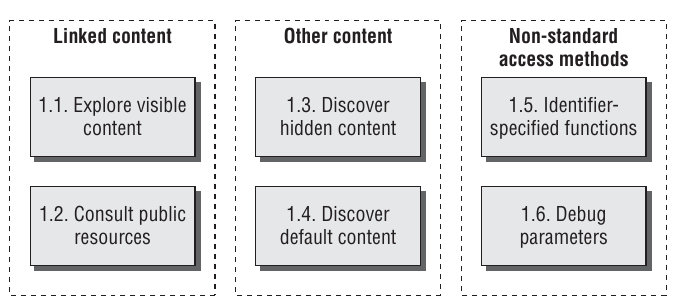 Linked content
1.1. Explore visible
content
1.2. Consult public
resources
Other content
1.3. Discover
hidden content
1.4. Discover
default content
Non-standard
access methods
1.5. Identifier-
specified functions
1.6. Debug
parameters